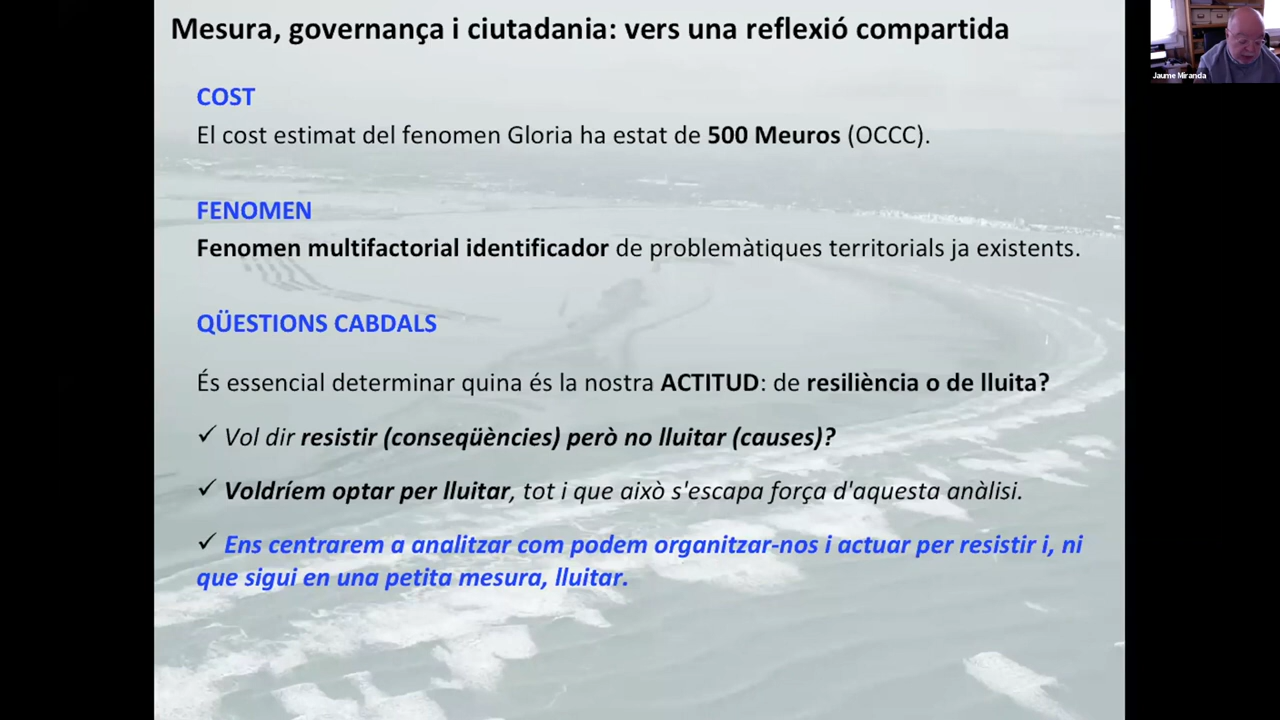 Mesura, governança i ciutadania: vers una reflexió compartida
Jaume Miranda
COST
El cost estimat del fenomen Gloria ha estat de 500 Meuros (OCCC).
FENOMEN
Fenomen multifactorial identificador de problemàtiques territorials ja existents.
QÜESTIONS CABDALS
És essencial determinar quina és la nostra ACTITUD: de resiliència o de lluita?
✓ Vol dir resistir (conseqüències) però no lluitar (causes)?
✓ Voldríem optar per lluitar, tot i que això s'escapa força d'aquesta anàlisi.
✓ Ens centrarem a analitzar com podem organitzar-nos i actuar per resistir i, ni
que sigui en una petita mesura, lluitar.